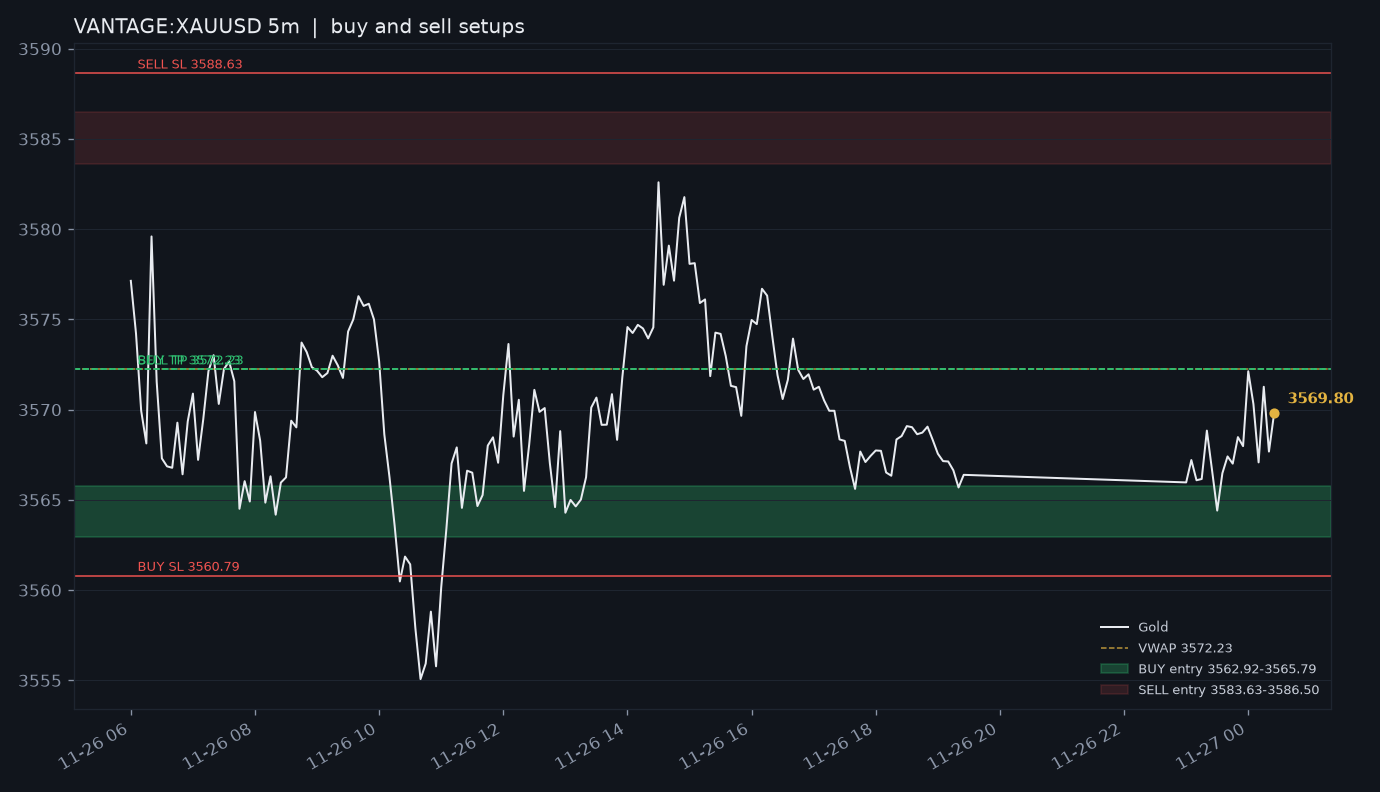 VANTAGE:XAUUSD 5m | buy and sell setups
3590
SELL SL 3588.63
3585
3580
3575
3572.23
3570
3569.80
3565
BUY SL 3560.79
3560
3555
Gold
VWAP 3572.23
BUY entry 3562.92-3565.79
SELL entry 3583.63-3586.50
11-26 06
11-26 08
11-26 10
11-26 12
11-26 14
11-26 16
11-26 18
11-26 20
11-26 22
11-27 00